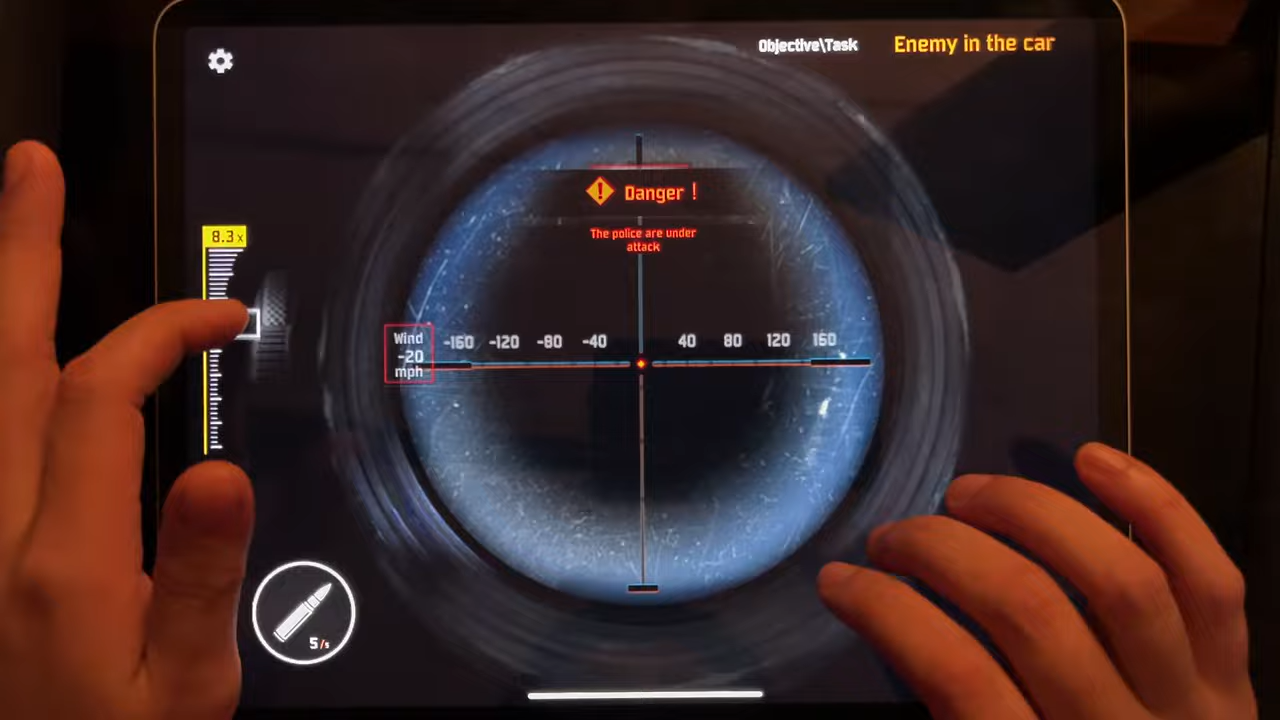 Objective\Task Enemy in the car
Danger !
The police are under
attack
8.3x
Wind
-20
mph
-160 -120 -80 -40 40 80 120 160
5/5